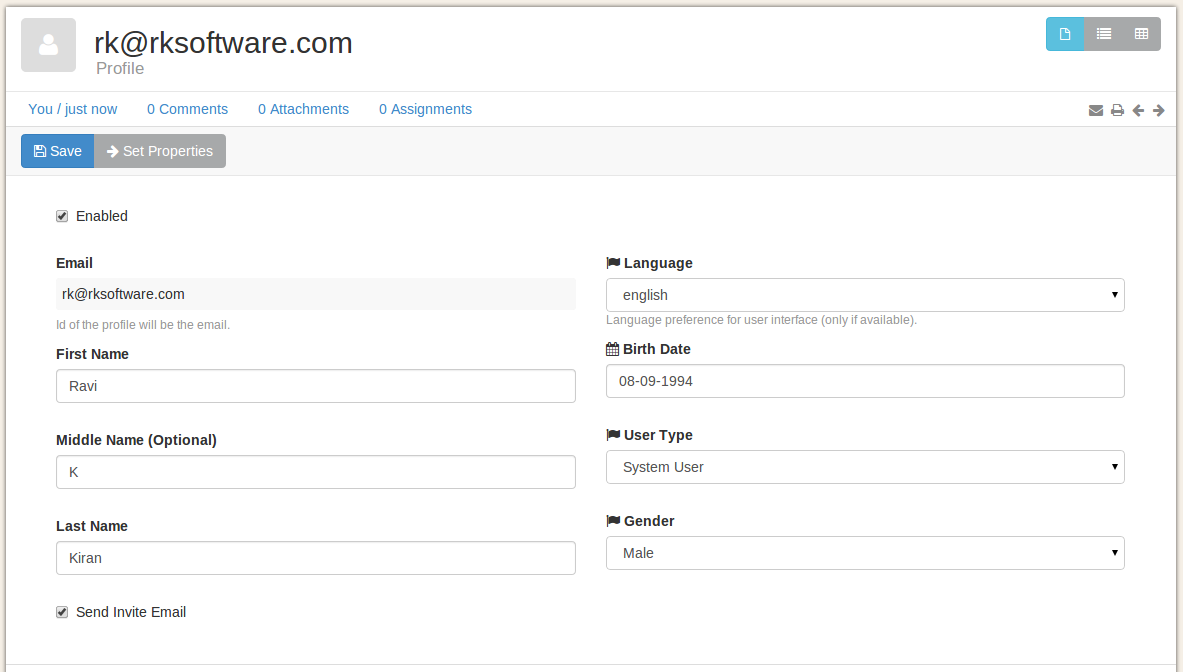 rk@rksoftware.com
Profile
You / just now 0 Comments 0 Attachments 0 Assignments
Save Set Properties
Enabled
Email
rk@rksoftware.com
Id of the profile will be the email.
First Name
Ravi
Middle Name (Optional)
K
Last Name
Kiran
Send Invite Email
Language
english
Language preference for user interface (only if available).
Birth Date
08-09-1994
User Type
System User
Gender
Male